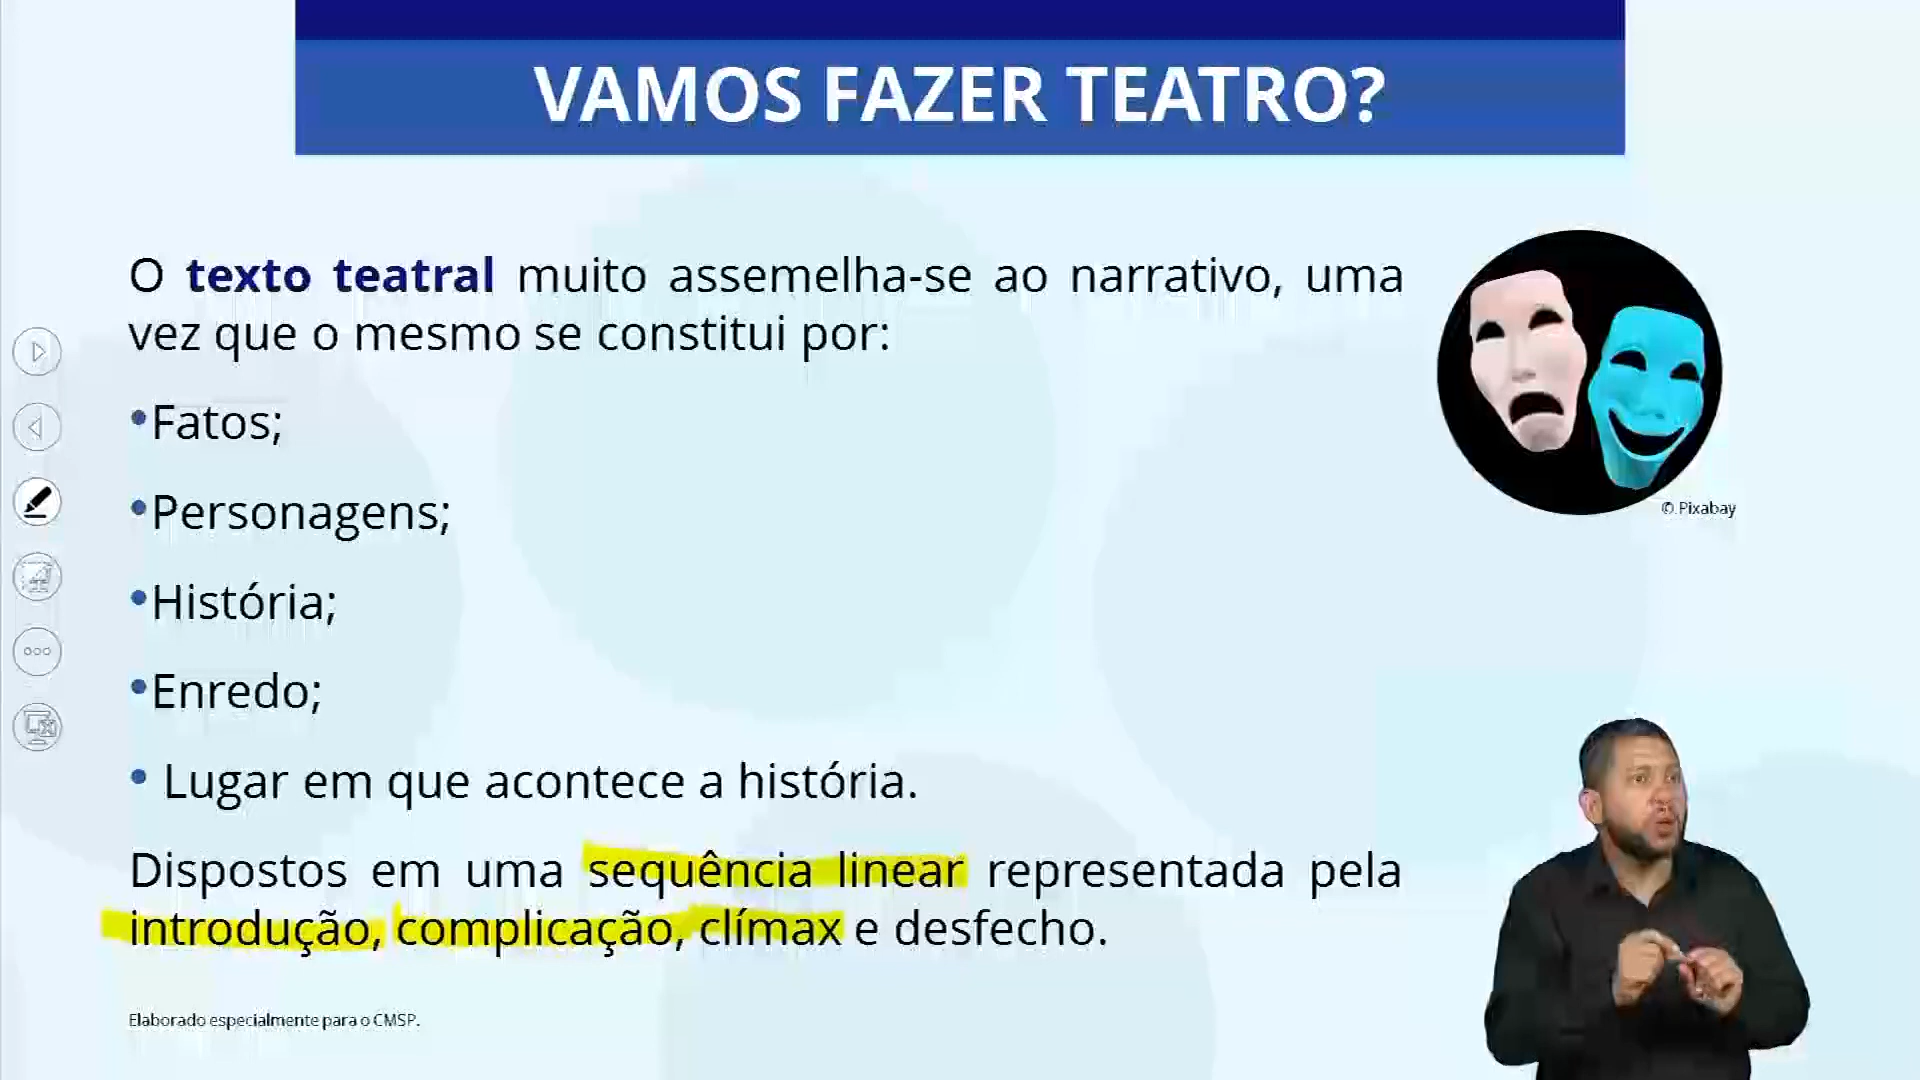 VAMOS FAZER TEATRO?
O texto teatral muito assemelha-se ao narrativo, uma
vez que o mesmo se constitui por:
•Fatos;
•Personagens;
•História;
•Enredo;
• Lugar em que acontece a história.
Dispostos em uma sequência linear representada pela
introdução, complicação, clímax e desfecho.
© Pixabay
Elaborado especialmente para o CMSP.